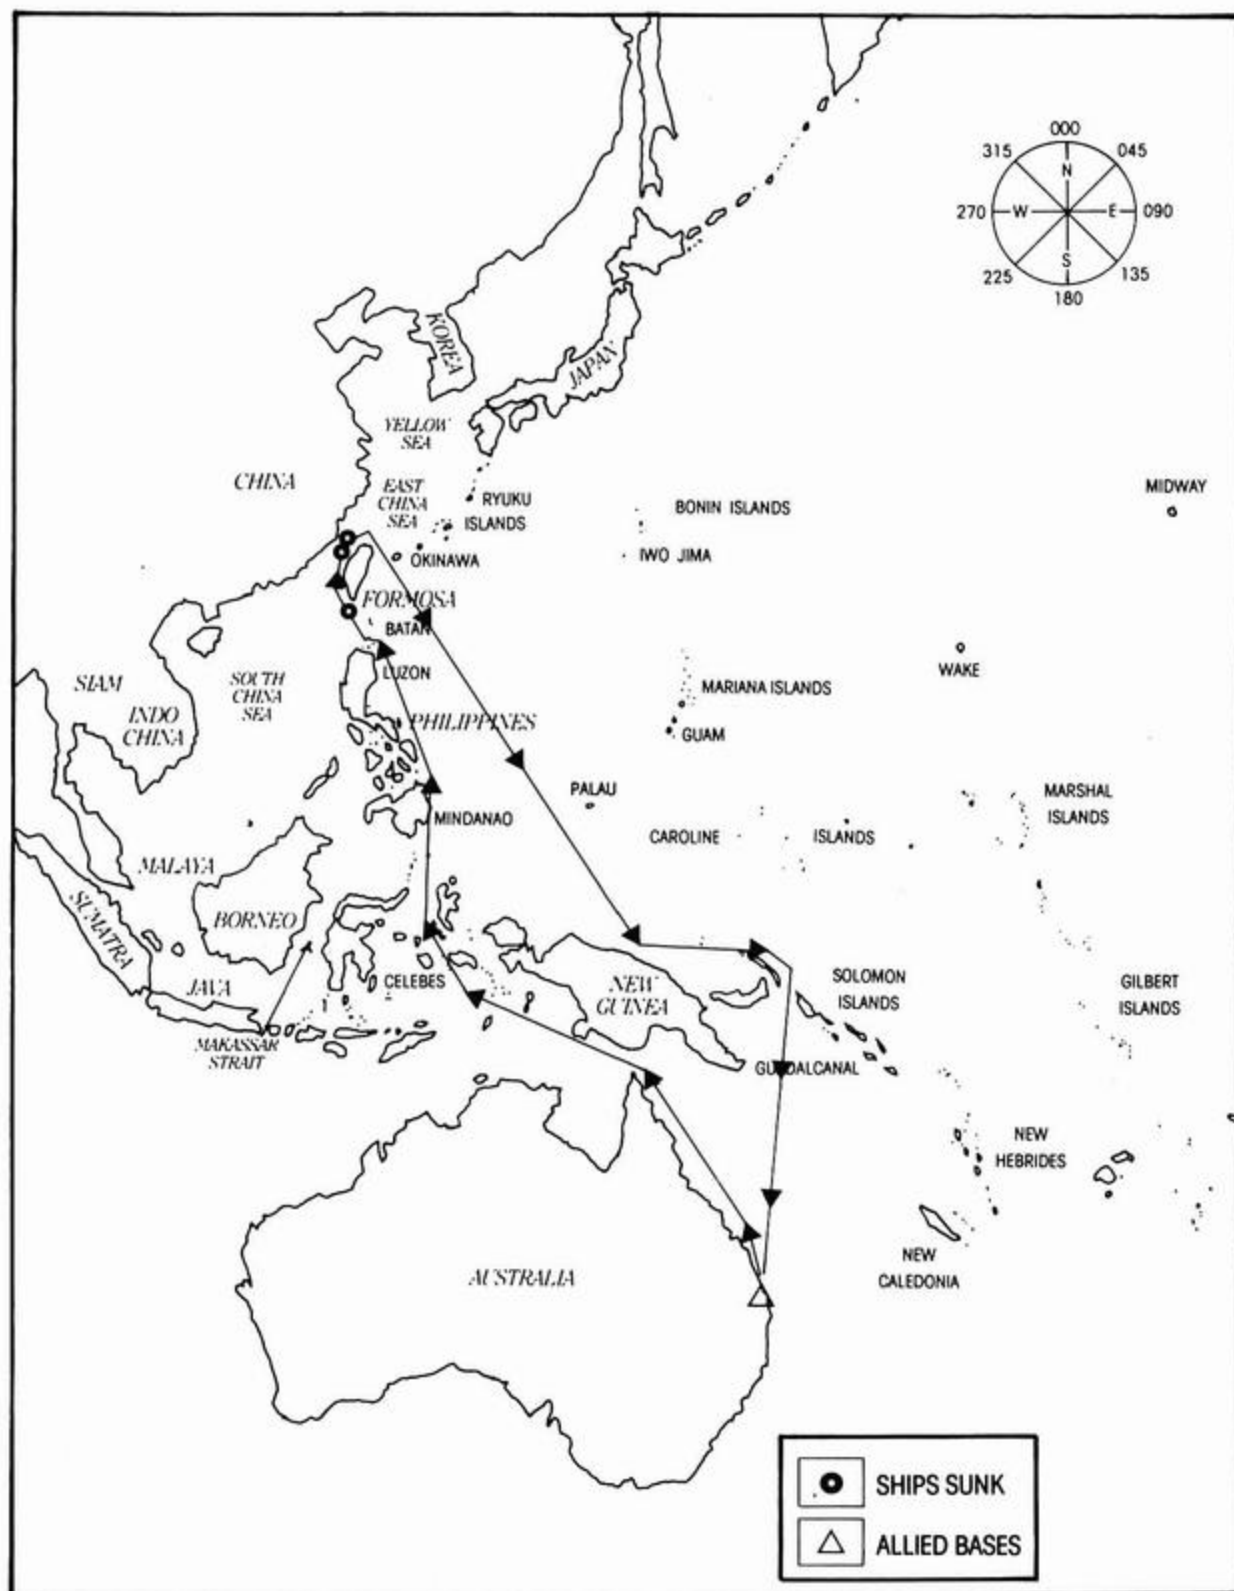 000
315
045
N
270
W
E
090
S
225
135
180
KOREA
JAPAN
YELLOW
SEA
CHINA
EAST
CHINA
SEA
RYUKU
ISLANDS
BONIN ISLANDS
MIDWAY
OKINAWA
IWO JIMA
FORMOSA
BATAN
LUZON
WAKE
SIAM
SOUTH
CHINA
SEA
MARIANA ISLANDS
INDO
CHINA
PHILIPPINES
GUAM
PALAU
MARSHAL
ISLANDS
MINDANAO
CAROLINE ISLANDS
MALAYA
SUMATRA
BORNEO
JAVA
CELEBES
NEW
GUINEA
SOLOMON
ISLANDS
GILBERT
ISLANDS
MAKASSAR
STRAIT
GUADALCANAL
NEW
HEBRIDES
AUSTRALIA
NEW
CALEDONIA
SHIPS SUNK
ALLIED BASES